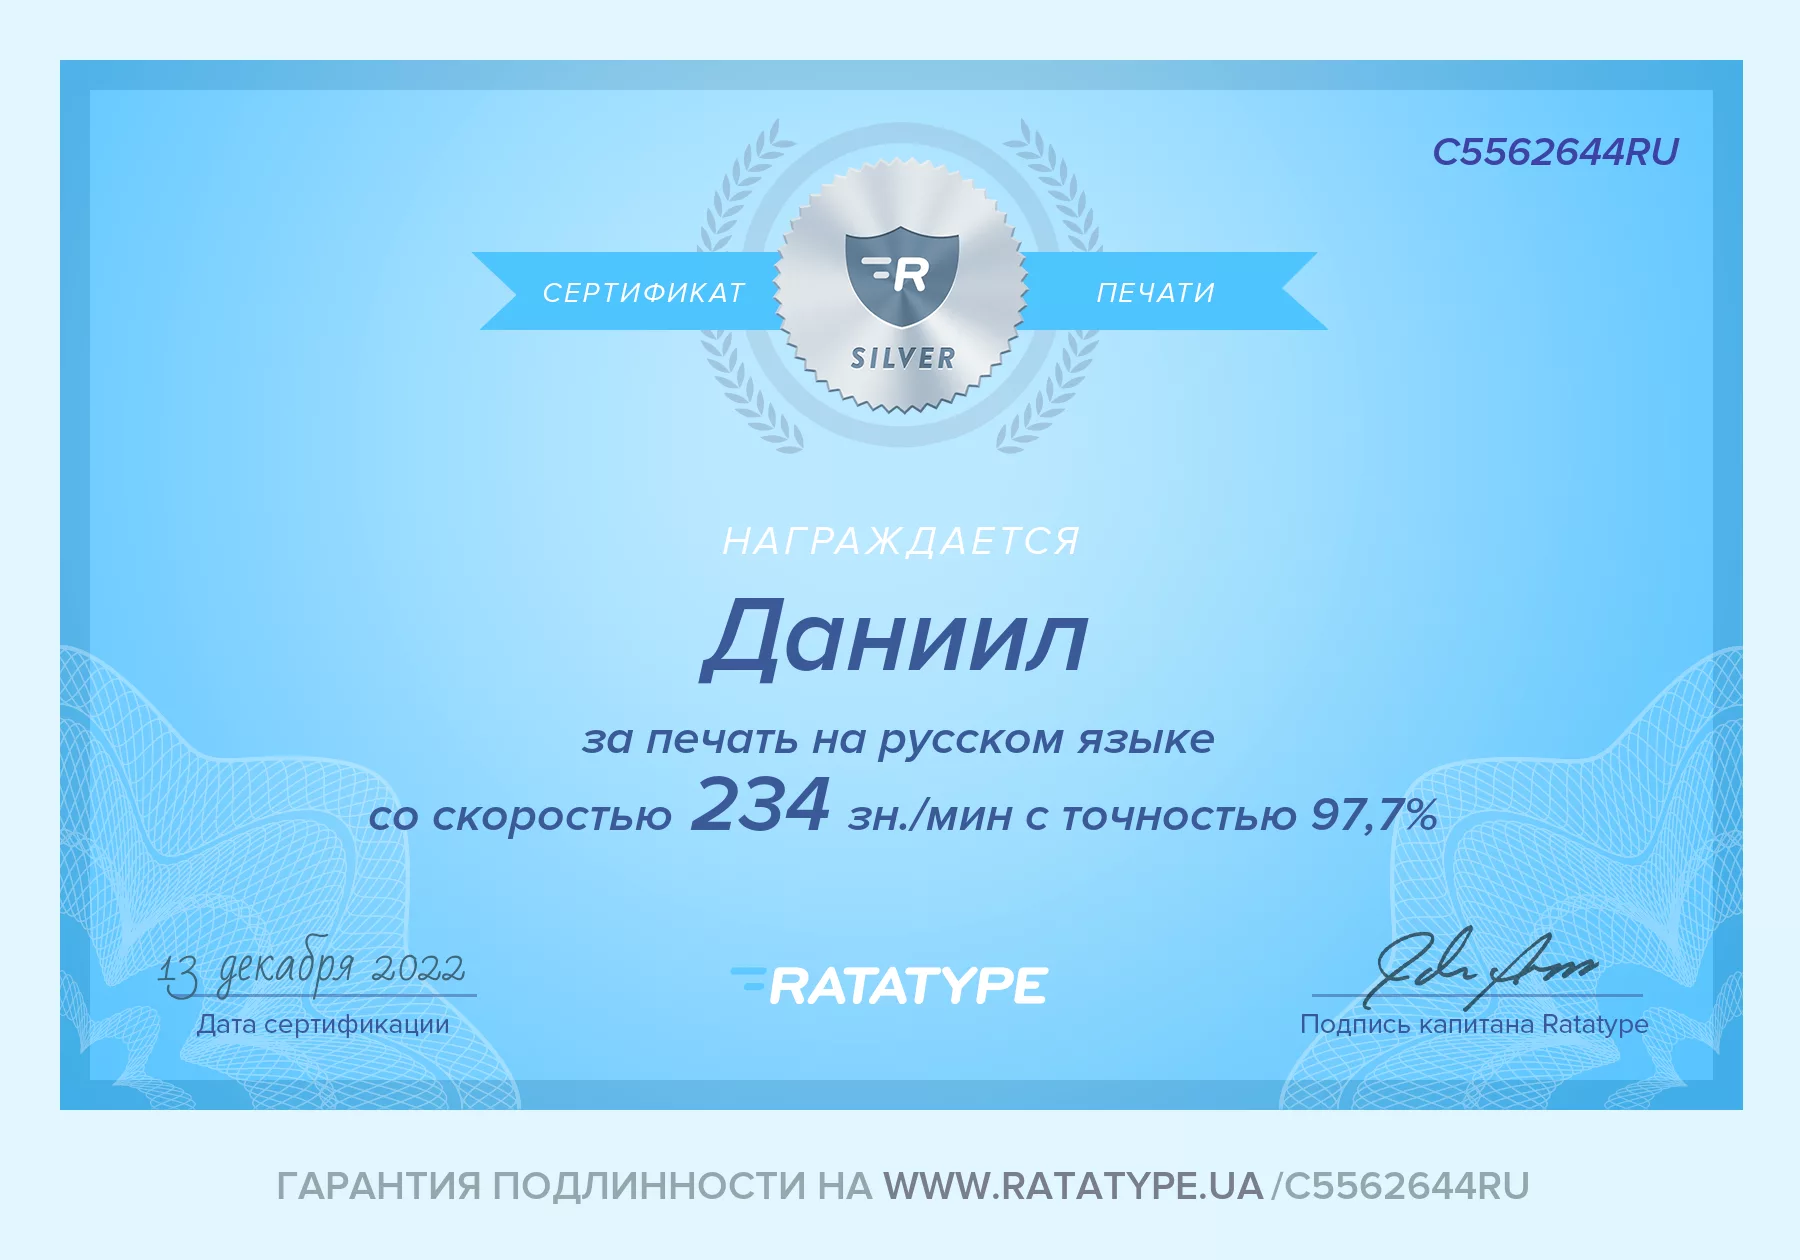 C5562644RU
СЕРТИФИКАТ
R
SILVER
ПЕЧАТИ
НАГРАЖДАЕТСЯ
Даниил
за печать на русском языке
со скоростью 234 зн./мин с точностью 97,7%
13 декабря 2022
Дата сертификации
RATATYPE
Подпись капитана Ratatype
ГАРАНТИЯ ПОДЛИННОСТИ НА WWW.RATATYPE.UA /C5562644RU